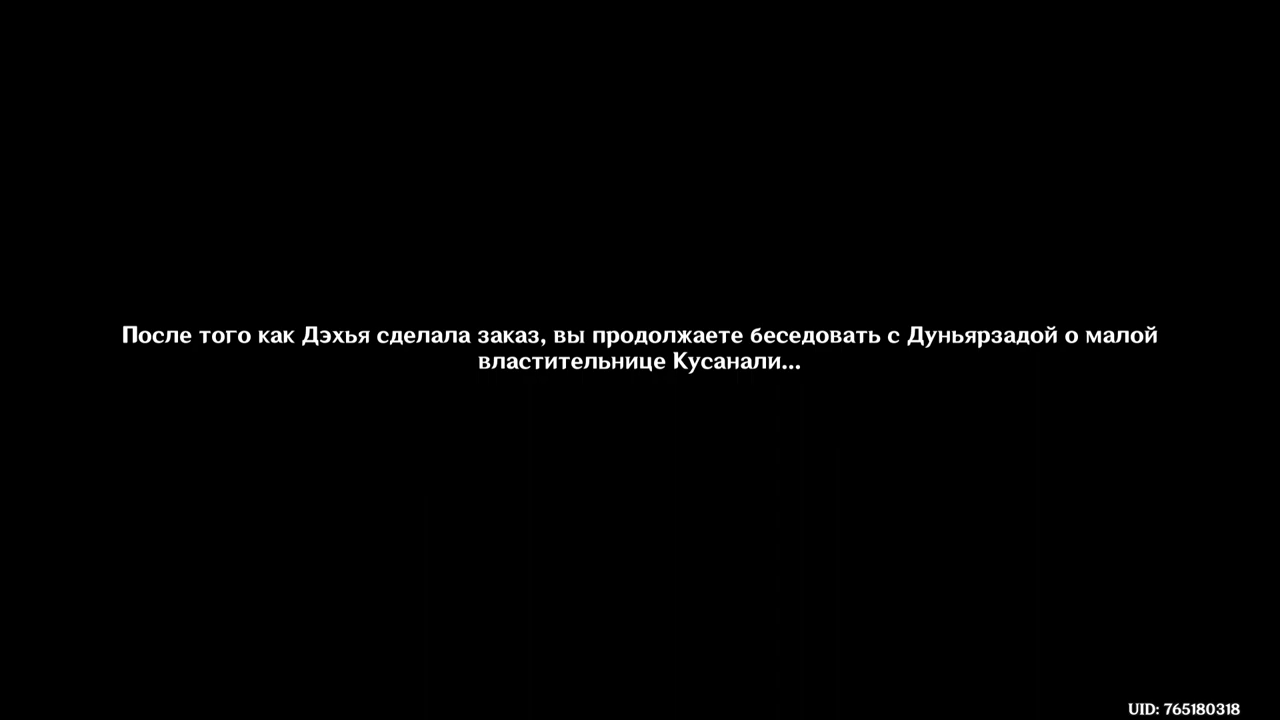 После того как Дэхья сделала заказ, вы продолжаете беседовать с Дуньярзадой о малой
властительнице Кусанали...
UID: 765180318